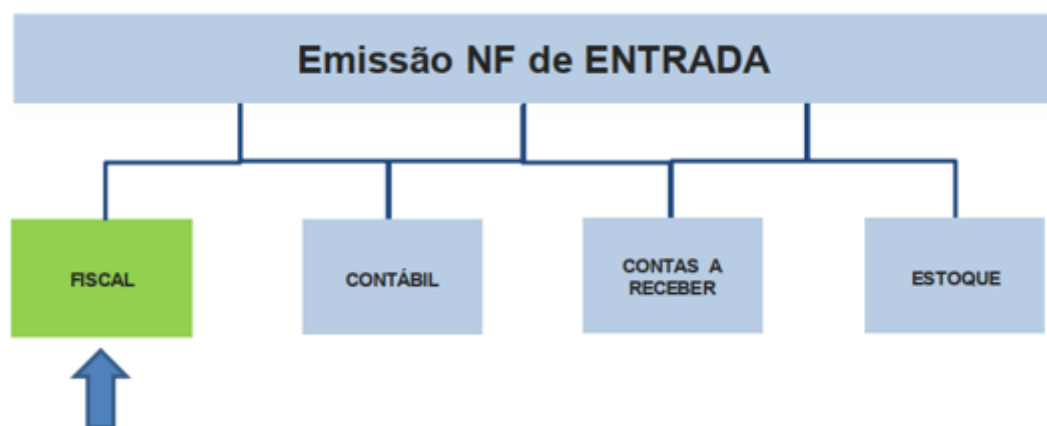 Emissão NF de ENTRADA
FISCAL
CONTÁBIL
CONTAS A
RECEBER
ESTOQUE